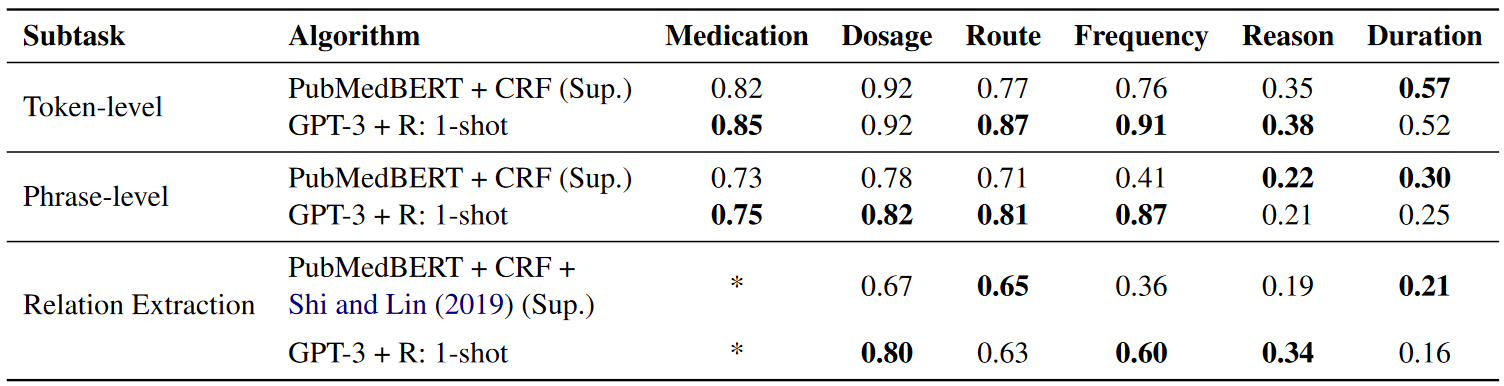 Subtask Algorithm Medication Dosage Route Frequency Reason Duration
Token-level
PubMedBERT + CRF (Sup.) 0.82 0.92 0.77 0.76 0.35 0.57
GPT-3 + R: 1-shot 0.85 0.92 0.87 0.91 0.38 0.52
Phrase-level
PubMedBERT + CRF (Sup.) 0.73 0.78 0.71 0.41 0.22 0.30
GPT-3 + R: 1-shot 0.75 0.82 0.81 0.87 0.21 0.25
Relation Extraction
PubMedBERT + CRF +
Shi and Lin (2019) (Sup.) * 0.67 0.65 0.36 0.19 0.21
GPT-3 + R: 1-shot * 0.80 0.63 0.60 0.34 0.16